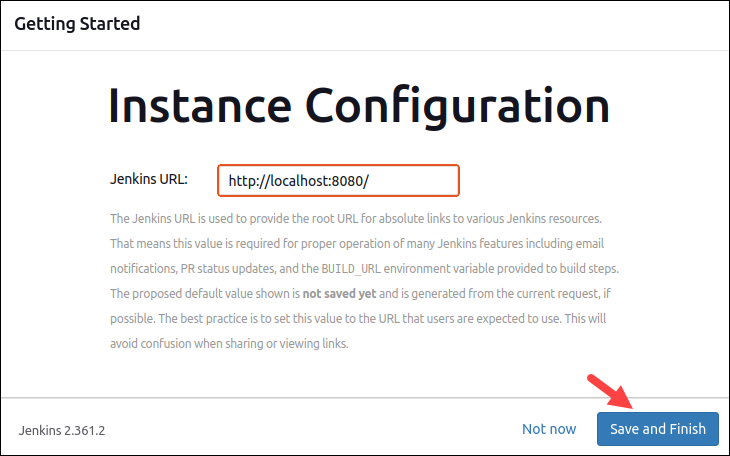 Getting Started
Instance Configuration
Jenkins URL: http://localhost:8080/
The Jenkins URL is used to provide the root URL for absolute links to various Jenkins resources.
That means this value is required for proper operation of many Jenkins features including email
notifications, PR status updates, and the BUILD_URL environment variable provided to build steps.
The proposed default value shown is not saved yet and is generated from the current request, if
possible. The best practice is to set this value to the URL that users are expected to use. This will
avoid confusion when sharing or viewing links.
Jenkins 2.361.2 Not now Save and Finish